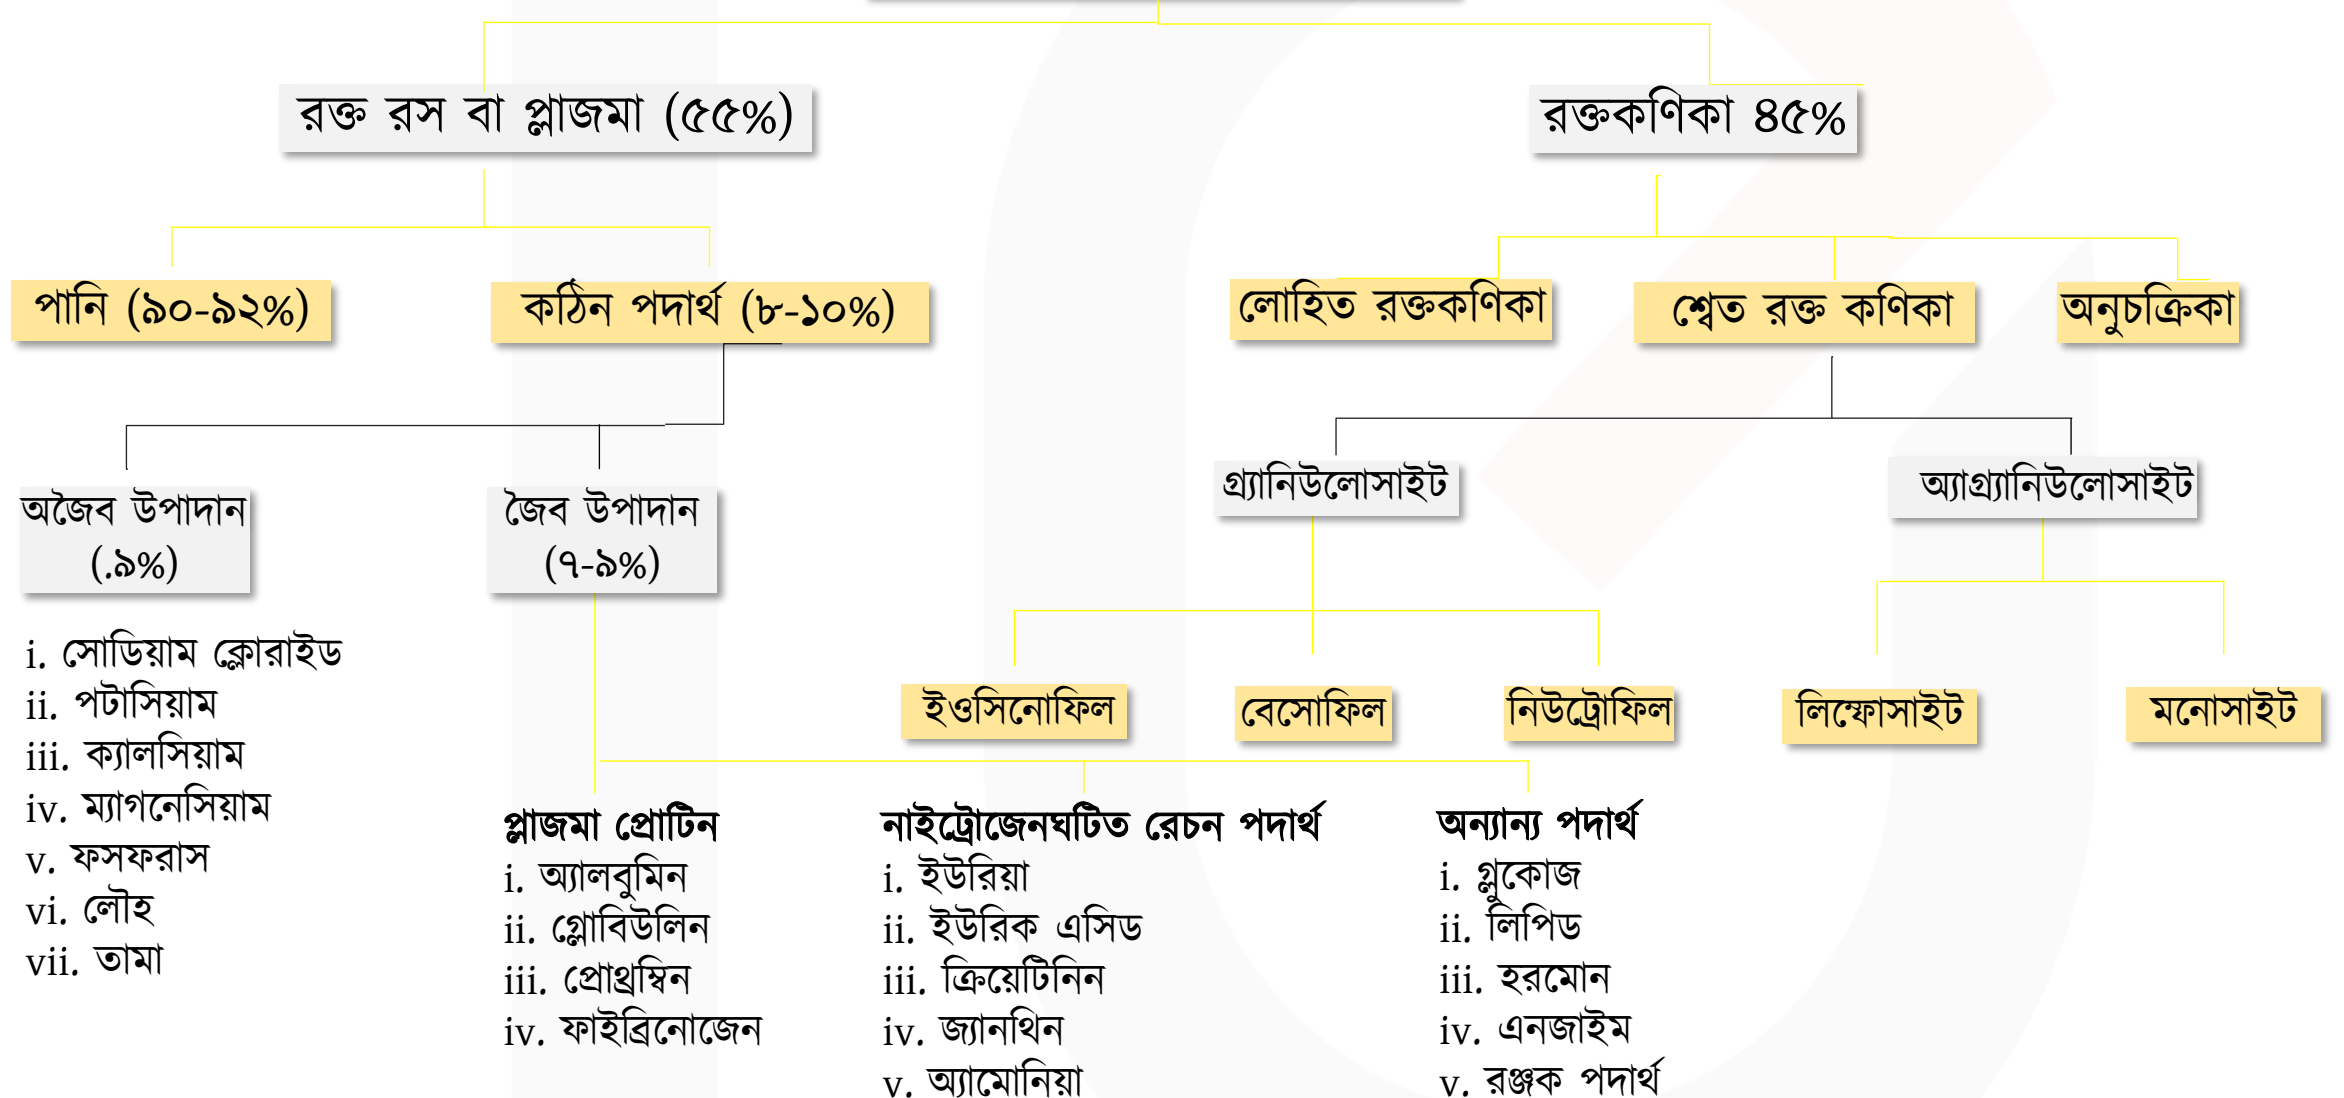 রক্ত রস বা প্লাজমা (৫৫%)
রক্তকণিকা ৪৫%
পানি (৯০-৯২%)
কঠিন পদার্থ (৮-১০%)
লোহিত রক্তকণিকা
শ্বেত রক্ত কণিকা
অনুচক্রিকা
অজৈব উপাদান
(.৯%)
জৈব উপাদান
(৭-৯%)
গ্র্যানিউলোসাইট
অ্যাগ্র্যানিউলোসাইট
i. সোডিয়াম ক্লোরাইড
ii. পটাসিয়াম
iii. ক্যালসিয়াম
iv. ম্যাগনেসিয়াম
v. ফসফরাস
vi. লৌহ
vii. তামা
ইওসিনোফিল
বেসোফিল
নিউট্রোফিল
লিম্ফোসাইট
মনোসাইট
প্লাজমা প্রোটিন
i. অ্যালবুমিন
ii. গ্লোবিউলিন
iii. প্রোথ্রম্বিন
iv. ফাইব্রিনোজেন
নাইট্রোজেনঘটিত রেচন পদার্থ
i. ইউরিয়া
ii. ইউরিক এসিড
iii. ক্রিয়েটিনিন
iv. জ্যানথিন
v. অ্যামোনিয়া
অন্যান্য পদার্থ
i. গ্লুকোজ
ii. লিপিড
iii. হরমোন
iv. এনজাইম
v. রঞ্জক পদার্থ